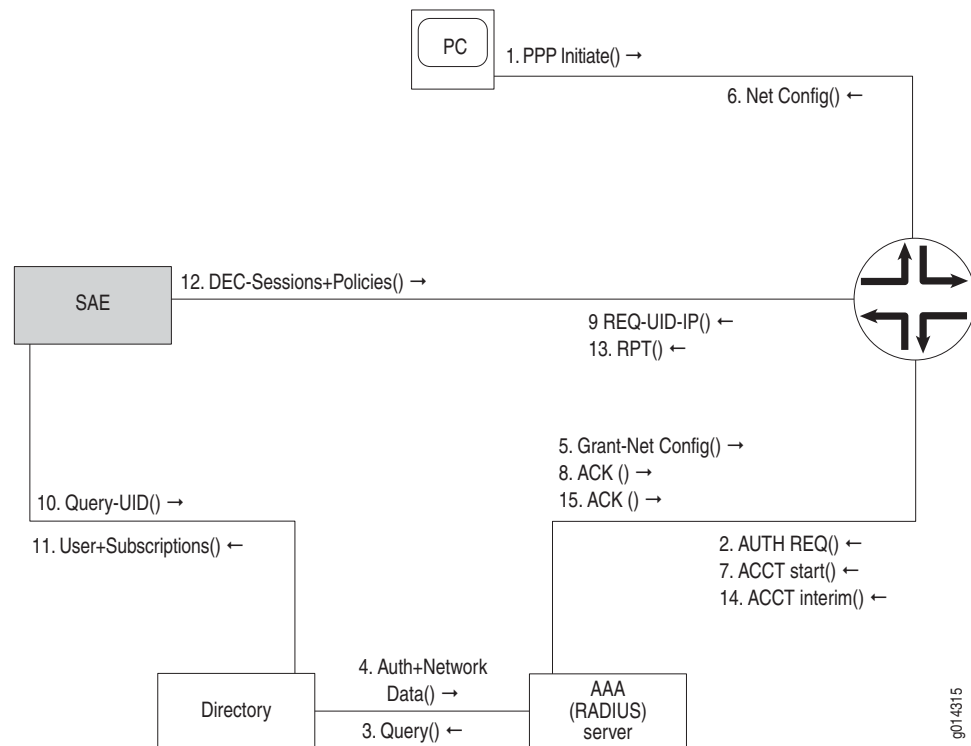 PC
1. PPP Initiate() →
6. Net Config() ←
SAE
12. DEC-Sessions+Policies() →
9 REQ-UID-IP() ←
13. RPT() ←
5. Grant-Net Config() →
8. ACK () →
15. ACK () →
10. Query-UID() →
11. User+Subscriptions() ←
2. AUTH REQ() ←
7. ACCT start() ←
14. ACCT interim() ←
4. Auth+Network
Data() →
Directory
3. Query() ←
AAA
(RADIUS)
server
g014315